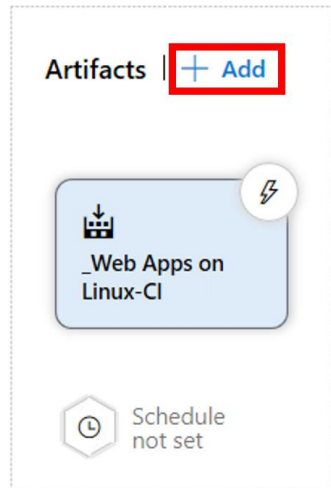 Artifacts | + Add
_Web Apps on
Linux-CI
Schedule
not set